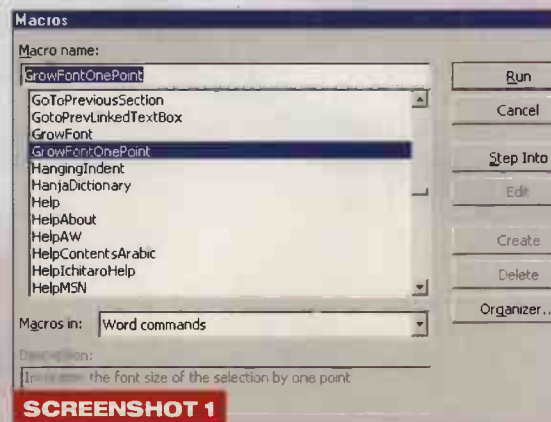 Macros
Macro name:
GrowFontOnePoint
Run
GoToPreviousSection
Cancel
GotoPrevLinkedTextBox
GrowFont
GrowFontOnePoint
Step Into
HangingIndent
HanjaDictionary
Edit
Help
HelpAbout
HelpAW
Create
HelpContentsArabic
HelpIchitaroHelp
Delete
HelpMSN
Organizer..
Macros in: Word commands
the font size of the selection by one point
SCREENSHOT 1